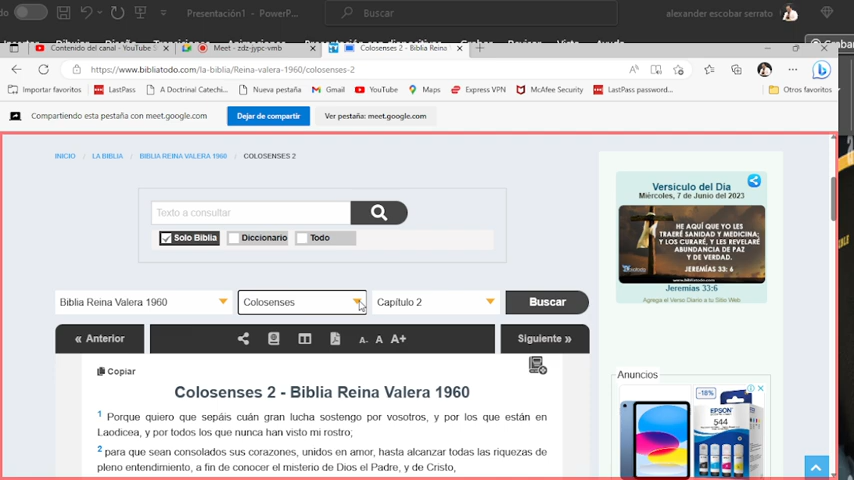 Presentación1 - PowerP...
Buscar
alexander escobar serrato
Contenido del canal - YouTube S
Meet - zdz-jypc-vmb
Colosenses 2 - Biblia Reina
https://www.bibliatodo.com/la-biblia/Reina-valera-1960/colosenses-2
Importar favoritos
LastPass
A Doctrinal Catechi...
Nueva pestaña
Gmail
YouTube
Maps
Express VPN
McAfee Security
LastPass password...
Otros favoritos
Compartiendo esta pestaña con meet.google.com
Dejar de compartir
Ver pestaña: meet.google.com
INICIO / LA BIBLIA / BIBLIA REINA VALERA 1960 / COLOSENSES 2
Texto a consultar
Solo Biblia
Diccionario
Todo
Biblia Reina Valera 1960
Colosenses
Capítulo 2
Buscar
« Anterior
A- A A+
Siguiente »
Copiar
Colosenses 2 - Biblia Reina Valera 1960
1 Porque quiero que sepáis cuán gran lucha sostengo por vosotros, y por los que están en
Laodicea, y por todos los que nunca han visto mi rostro;
2 para que sean consolados sus corazones, unidos en amor, hasta alcanzar todas las riquezas de
pleno entendimiento, a fin de conocer el misterio de Dios el Padre, y de Cristo,
Versículo del Día
Miércoles, 7 de Junio del 2023
HE AQUÍ QUE YO LES
TRAERÉ SANIDAD Y MEDICINA;
Y LOS CURARÉ, Y LES REVELARÉ
ABUNDANCIA DE PAZ
Y DE VERDAD.
JEREMÍAS 33: 6
www.bibliatodo.com
Jeremías 33:6
Agrega el Verso Diario a tu Sitio Web
Anuncios
-18%
EPSON
544